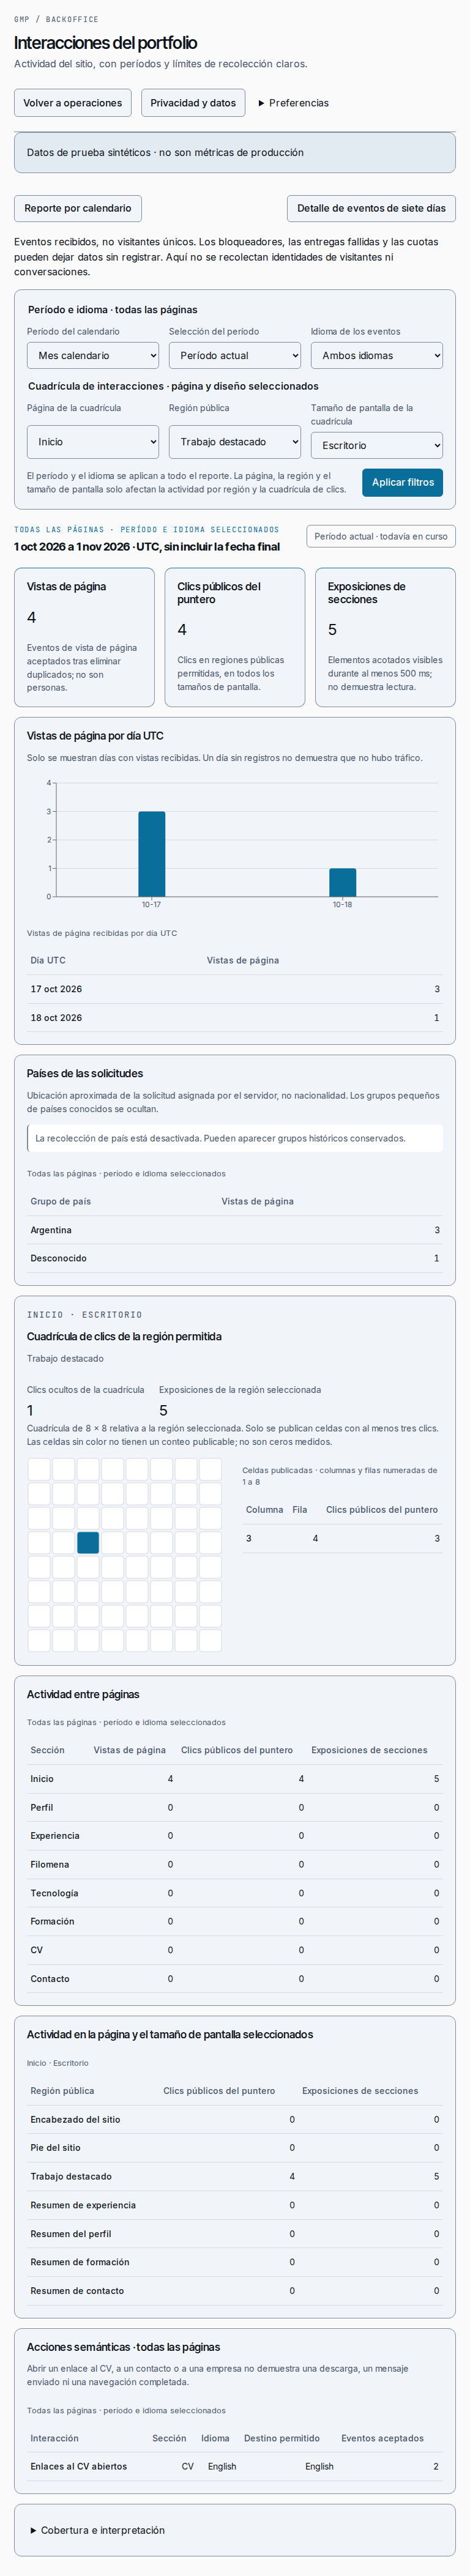 GMP / BACKOFFICE
Interacciones del portfolio
Actividad del sitio, con períodos y límites de recolección claros.
Volver a operaciones
Privacidad y datos
▶ Preferencias
Datos de prueba sintéticos · no son métricas de producción
Reporte por calendario
Detalle de eventos de siete días
Eventos recibidos, no visitantes únicos. Los bloqueadores, las entregas fallidas y las cuotas
pueden dejar datos sin registrar. Aquí no se recolectan identidades de visitantes ni
conversaciones.
Período e idioma · todas las páginas
Período del calendario
Selección del período
Idioma de los eventos
Mes calendario
Período actual
Ambos idiomas
Cuadrícula de interacciones · página y diseño seleccionados
Página de la cuadrícula
Región pública
Tamaño de pantalla de la
cuadrícula
Inicio
Trabajo destacado
Escritorio
El período y el idioma se aplican a todo el reporte. La página, la región y el
tamaño de pantalla solo afectan la actividad por región y la cuadrícula de clics.
Aplicar filtros
TODAS LAS PÁGINAS · PERÍODO E IDIOMA SELECCIONADOS
1 oct 2026 a 1 nov 2026 · UTC, sin incluir la fecha final
Período actual · todavía en curso
Vistas de página
4
Eventos de vista de página
aceptados tras eliminar
duplicados; no son
personas.
Clics públicos del
puntero
4
Clics en regiones públicas
permitidas, en todos los
tamaños de pantalla.
Exposiciones de
secciones
5
Elementos acotados visibles
durante al menos 500 ms;
no demuestra lectura.
Vistas de página por día UTC
Solo se muestran días con vistas recibidas. Un día sin registros no demuestra que no hubo tráfico.
4
3
2
1
0
10-17
10-18
Vistas de página recibidas por día UTC
Día UTC Vistas de página
17 oct 2026 3
18 oct 2026 1
Países de las solicitudes
Ubicación aproximada de la solicitud asignada por el servidor, no nacionalidad. Los grupos pequeños
de países conocidos se ocultan.
La recolección de país está desactivada. Pueden aparecer grupos históricos conservados.
Todas las páginas · período e idioma seleccionados
Grupo de país Vistas de página
Argentina 3
Desconocido 1
INICIO · ESCRITORIO
Cuadrícula de clics de la región permitida
Trabajo destacado
Clics ocultos de la cuadrícula
1
Exposiciones de la región seleccionada
5
Cuadrícula de 8 × 8 relativa a la región seleccionada. Solo se publican celdas con al menos tres clics.
Las celdas sin color no tienen un conteo publicable; no son ceros medidos.
Celdas publicadas · columnas y filas numeradas de
1 a 8
Columna Fila Clics públicos del puntero
3 4 3
Actividad entre páginas
Todas las páginas · período e idioma seleccionados
Sección Vistas de página Clics públicos del puntero Exposiciones de secciones
Inicio 4 4 5
Perfil 0 0 0
Experiencia 0 0 0
Filomena 0 0 0
Tecnología 0 0 0
Formación 0 0 0
CV 0 0 0
Contacto 0 0 0
Actividad en la página y el tamaño de pantalla seleccionados
Inicio · Escritorio
Región pública Clics públicos del puntero Exposiciones de secciones
Encabezado del sitio 0 0
Pie del sitio 0 0
Trabajo destacado 4 5
Resumen de experiencia 0 0
Resumen del perfil 0 0
Resumen de formación 0 0
Resumen de contacto 0 0
Acciones semánticas · todas las páginas
Abrir un enlace al CV, a un contacto o a una empresa no demuestra una descarga, un mensaje
enviado ni una navegación completada.
Todas las páginas · período e idioma seleccionados
Interacción Sección Idioma Destino permitido Eventos aceptados
Enlaces al CV abiertos CV English English 2
▶ Cobertura e interpretación